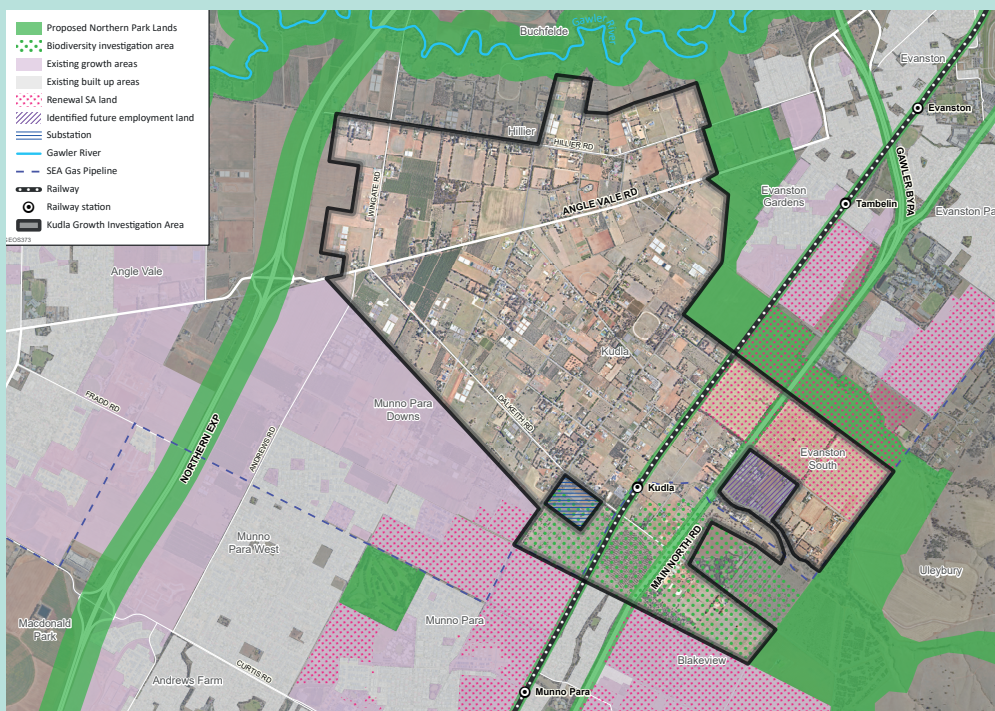 Proposed Northern Park Lands
Biodiversity investigation area
Existing growth areas
Existing built up areas
Renewal SA land
Identified future employment land
Substation
Gawler River
SEA Gas Pipeline
Railway
Railway station
Kudla Growth Investigation Area
GEOS373
Buchfelde
Gawler River
Evanston
Evanston
Hillier
HILLIER RD
WINGATE RD
ANGLE VALE RD
GAWLER BYPA
Evanston Gardens
Tambelin
Evanston Pa
Angle Vale
Kudla
DALKEITH RD
Munno Para Downs
FRADD RD
NORTHERN EXP
ANDREWS RD
Evanston South
Kudla
MAIN NORTH RD
Munno Para West
Uleybury
Macdonald Park
Munno Para
Blakeview
CURTIS RD
Andrews Farm
Munno Para